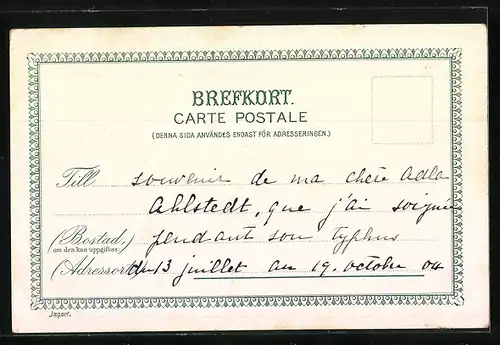 BREFKORT.
CARTE POSTALE
(DENNA SIDA ANVÄNDES ENDAST FÖR ADRESSERINGEN.)
Till souvenir de ma chère Adla
Ahlstedt, que j'ai soignée
(Bostad,) pendant son typhus
om den kan uppgifvas
(Adressort) du 13 juillet au 19. octobre 04